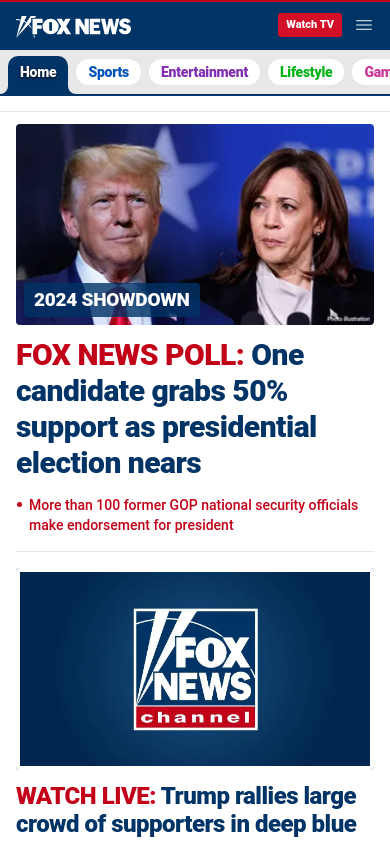 FOX NEWS
Watch TV
Home
Sports
Entertainment
Lifestyle
Gam
2024 SHOWDOWN
Photo Illustration
FOX NEWS POLL: One
candidate grabs 50%
support as presidential
election nears
• More than 100 former GOP national security officials
make endorsement for president
FOX
NEWS
channel
WATCH LIVE: Trump rallies large
crowd of supporters in deep blue